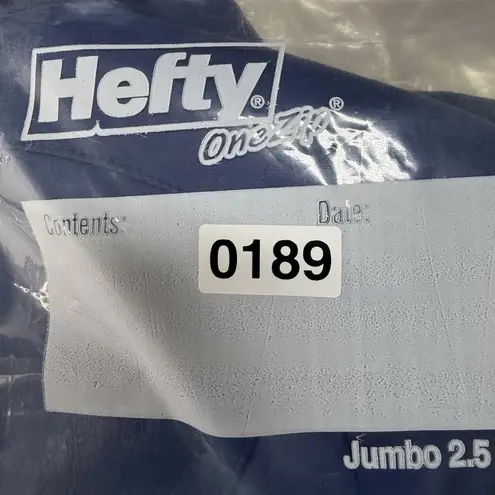 Hefty®
OneZip®
Contents:
Date:
0189
Jumbo 2.5